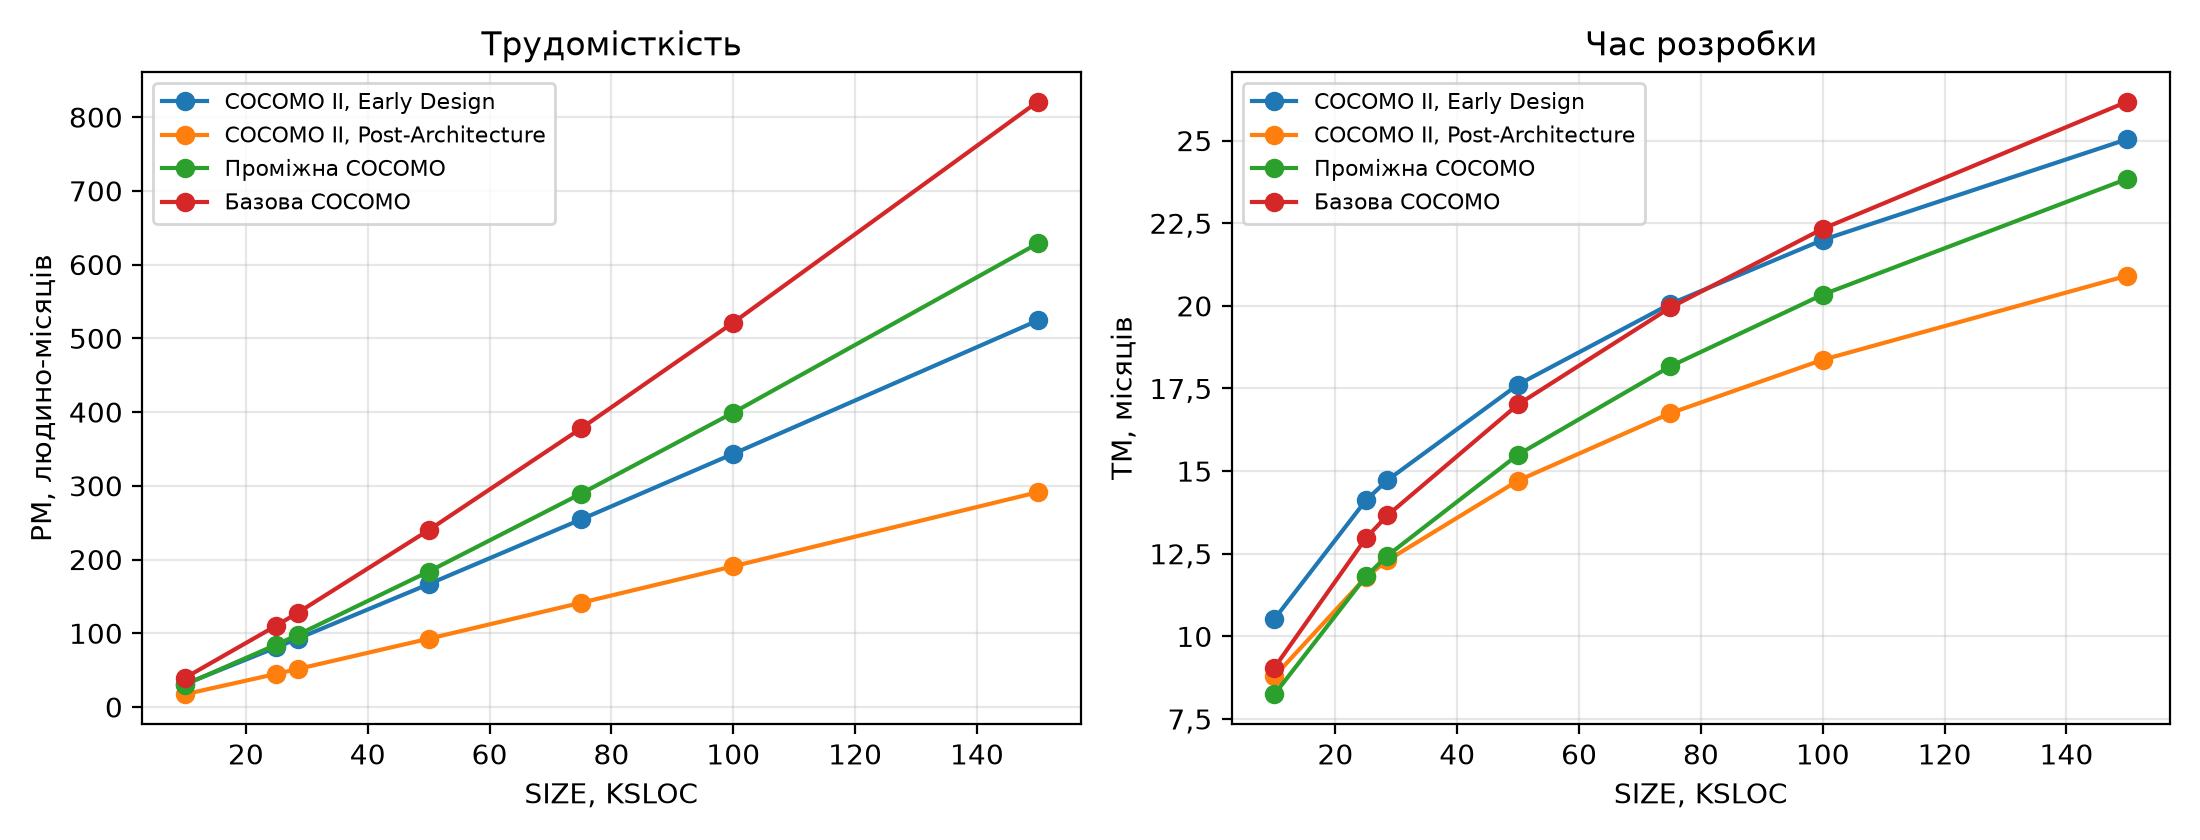 Трудомісткість
COCOMO II, Early Design
COCOMO II, Post-Architecture
Проміжна COCOMO
Базова COCOMO
800
700
600
500
400
300
200
100
0
PM, людино-місяців
20 40 60 80 100 120 140
SIZE, KSLOC
Час розробки
COCOMO II, Early Design
COCOMO II, Post-Architecture
Проміжна COCOMO
Базова COCOMO
25
22,5
20
17,5
15
12,5
10
7,5
TM, місяців
20 40 60 80 100 120 140
SIZE, KSLOC